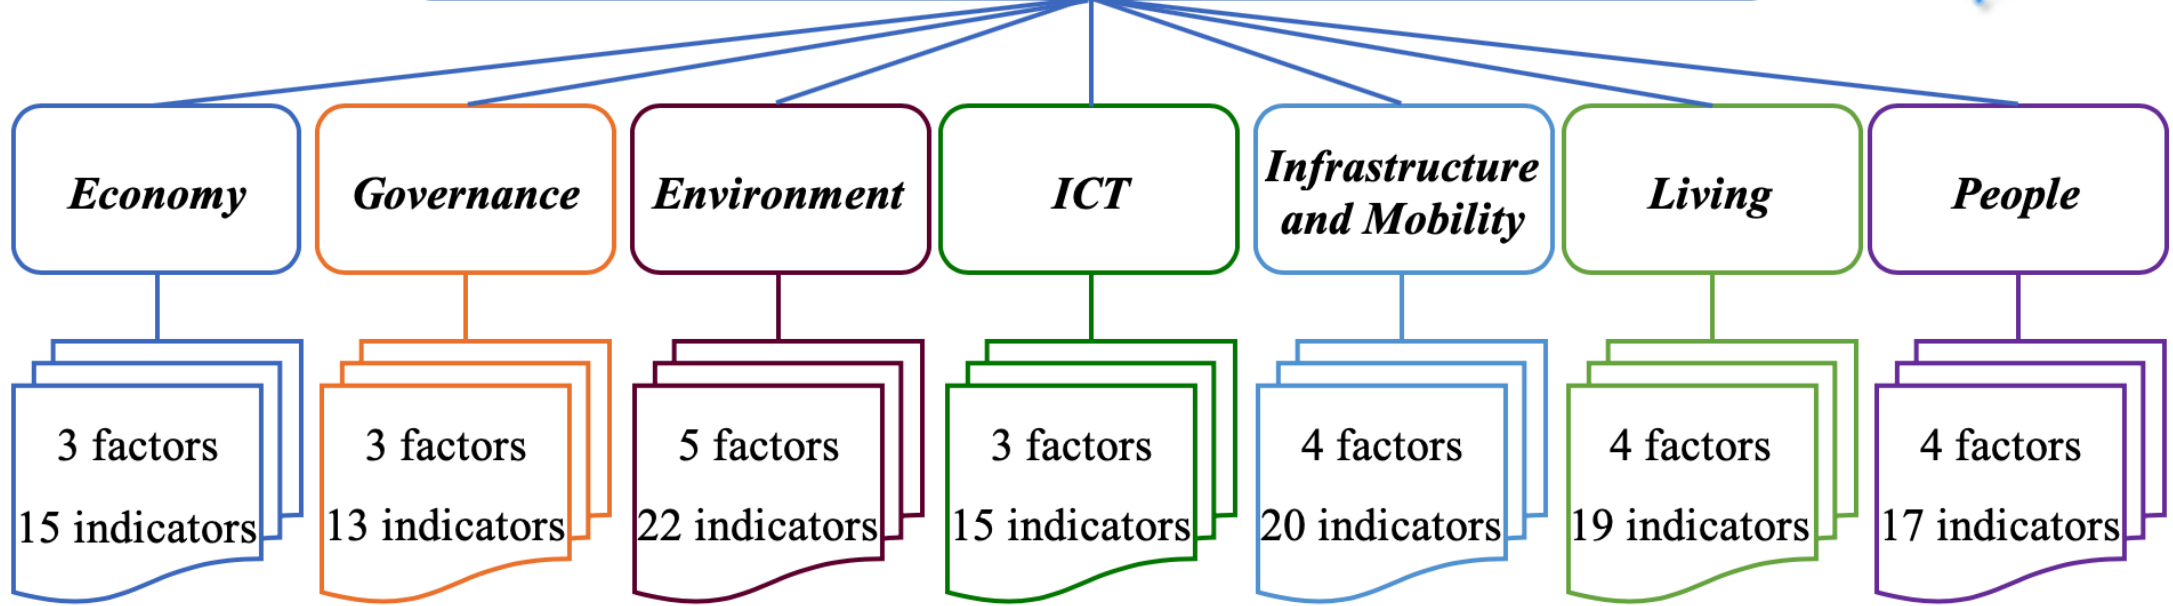 Economy
Governance
Environment
ICT
Infrastructure
and Mobility
Living
People
3 factors
15 indicators
3 factors
13 indicators
5 factors
22 indicators
3 factors
15 indicators
4 factors
20 indicators
4 factors
19 indicators
4 factors
17 indicators